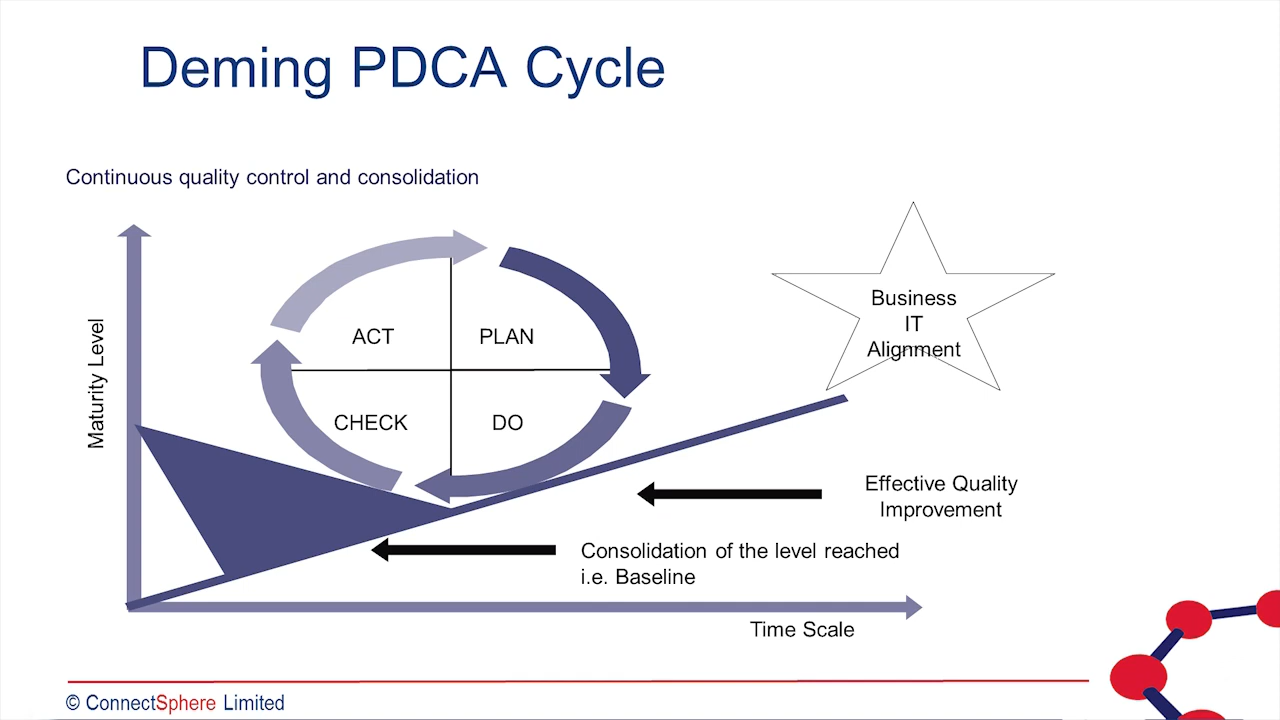 Deming PDCA Cycle
Continuous quality control and consolidation
Maturity Level
ACT
PLAN
CHECK
DO
Business
IT
Alignment
Effective Quality
Improvement
Consolidation of the level reached
i.e. Baseline
Time Scale
© ConnectSphere Limited